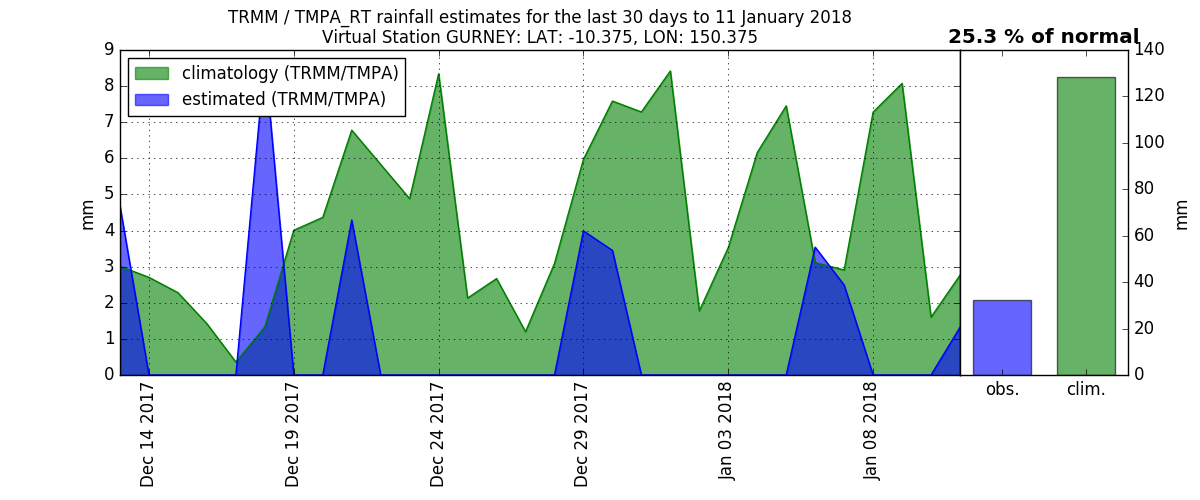 TRMM / TMPA_RT rainfall estimates for the last 30 days to 11 January 2018
Virtual Station GURNEY: LAT: -10.375, LON: 150.375
25.3 % of normal
climatology (TRMM/TMPA)
estimated (TRMM/TMPA)
mm
9
8
7
6
5
4
3
2
1
0
Dec 14 2017
Dec 19 2017
Dec 24 2017
Dec 29 2017
Jan 03 2018
Jan 08 2018
140
120
100
80
60
40
20
0
mm
obs.
clim.